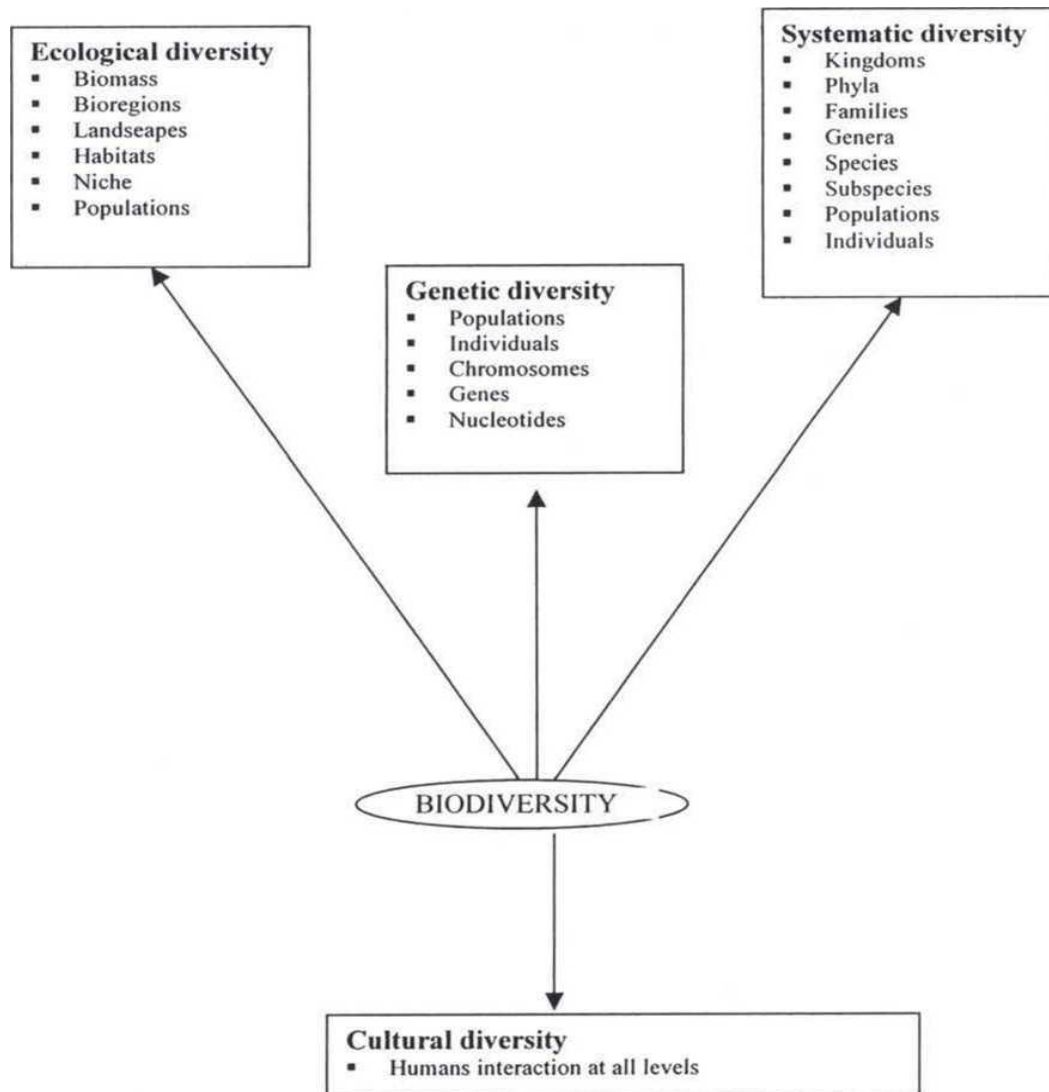 Ecological diversity
▪ Biomass
▪ Bioregions
▪ Landseapes
▪ Habitats
▪ Niche
▪ Populations
Systematic diversity
▪ Kingdoms
▪ Phyla
▪ Families
▪ Genera
▪ Species
▪ Subspecies
▪ Populations
▪ Individuals
Genetic diversity
▪ Populations
▪ Individuals
▪ Chromosomes
▪ Genes
▪ Nucleotides
BIODIVERSITY
Cultural diversity
▪ Humans interaction at all levels